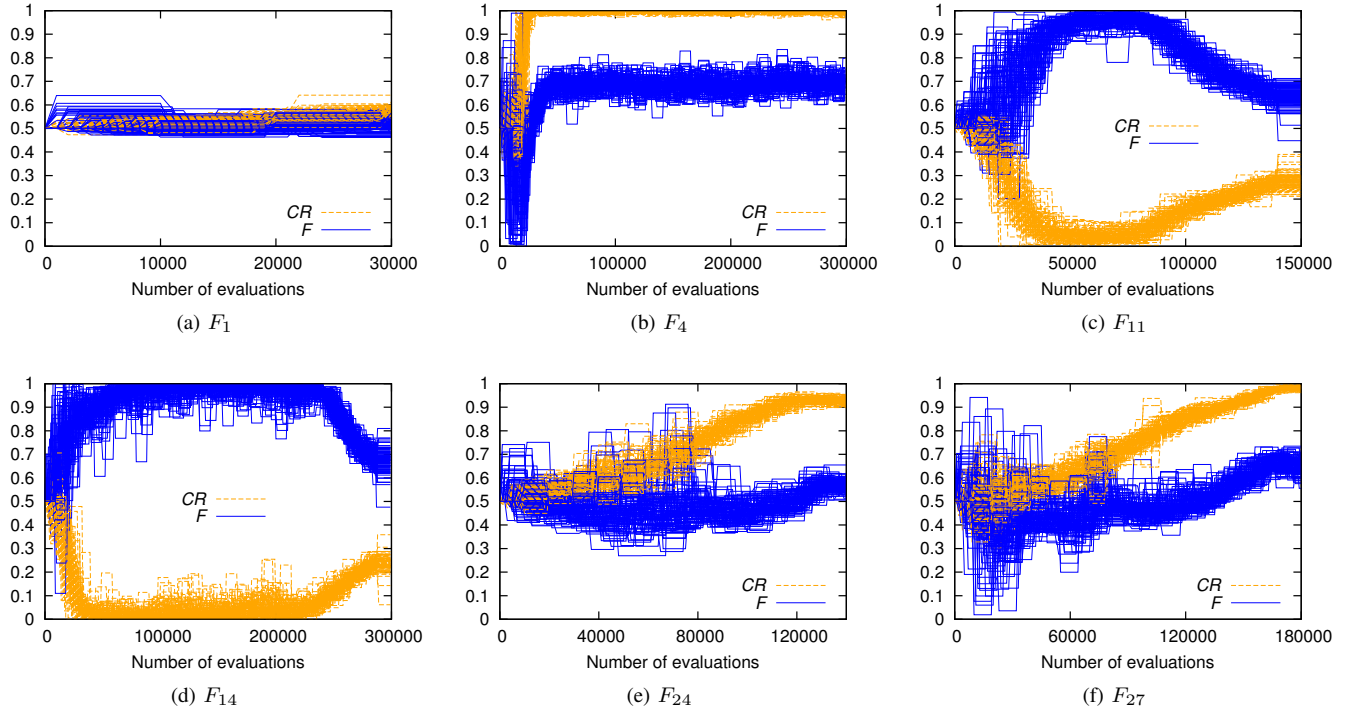 1
0.9
0.8
0.7
0.6
0.5
0.4
0.3
0.2
0.1
0
CR
F
0 10000 20000 30000
Number of evaluations
(a) F1
1
0.9
0.8
0.7
0.6
0.5
0.4
0.3
0.2
0.1
0
CR
F
0 100000 200000 300000
Number of evaluations
(b) F4
1
0.9
0.8
0.7
0.6
0.5
0.4
0.3
0.2
0.1
0
CR
F
0 50000 100000 150000
Number of evaluations
(c) F11
1
0.9
0.8
0.7
0.6
0.5
0.4
0.3
0.2
0.1
0
CR
F
0 100000 200000 300000
Number of evaluations
(d) F14
1
0.9
0.8
0.7
0.6
0.5
0.4
0.3
0.2
0.1
0
CR
F
0 40000 80000 120000
Number of evaluations
(e) F24
1
0.9
0.8
0.7
0.6
0.5
0.4
0.3
0.2
0.1
0
CR
F
0 60000 120000 180000
Number of evaluations
(f) F27